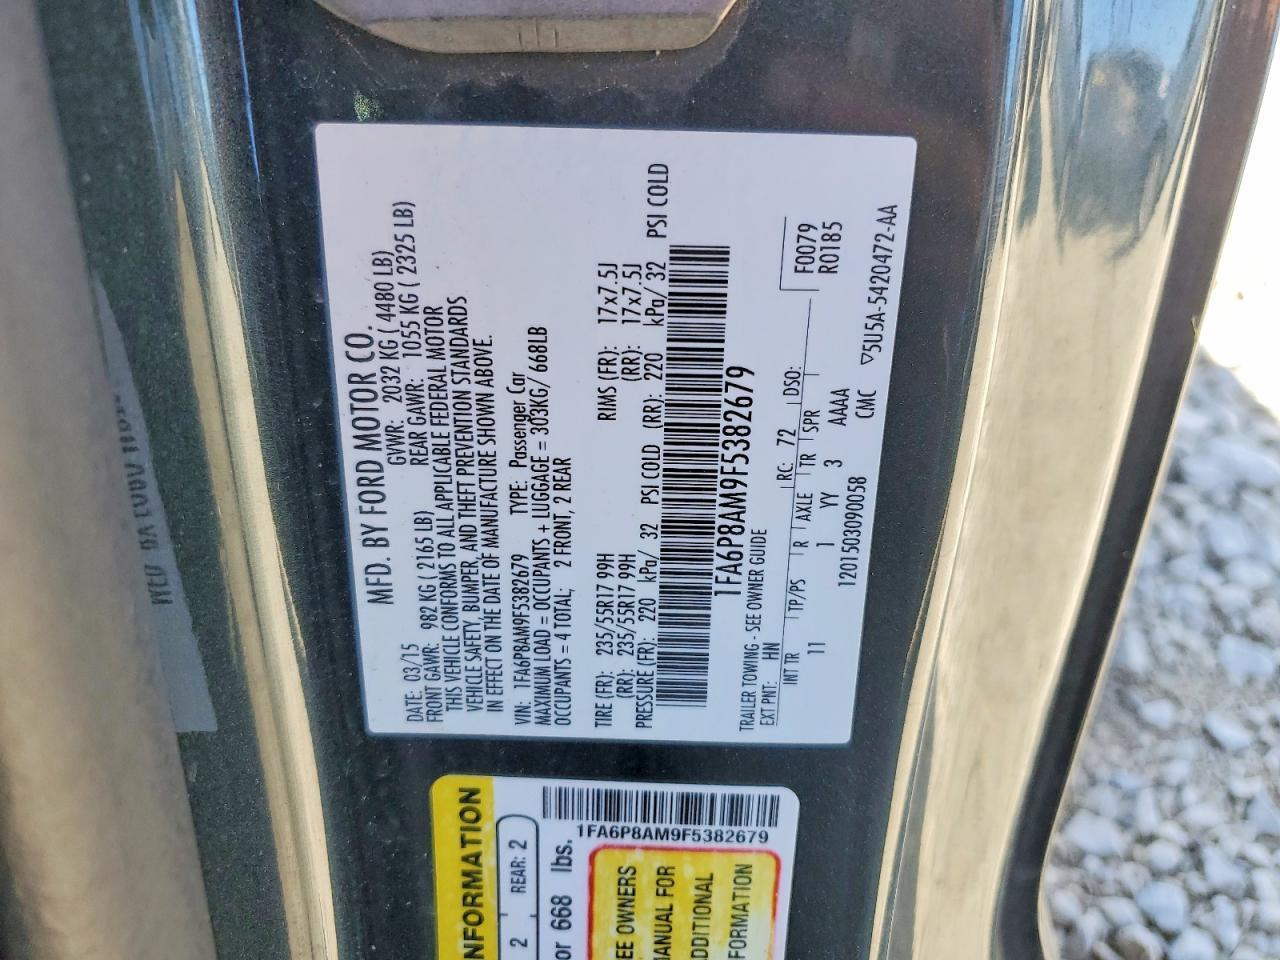 MFD. BY FORD MOTOR CO.
DATE: 03/15 GVWR: 2032 KG ( 4480 LB)
FRONT GAWR: 982 KG ( 2165 LB) REAR GAWR: 1055 KG ( 2325 LB)
THIS VEHICLE CONFORMS TO ALL APPLICABLE FEDERAL MOTOR
VEHICLE SAFETY, BUMPER, AND THEFT PREVENTION STANDARDS
IN EFFECT ON THE DATE OF MANUFACTURE SHOWN ABOVE.
VIN: 1FA6P8AM9F5382679 TYPE: Passenger Car
MAXIMUM LOAD = OCCUPANTS + LUGGAGE = 303KG/ 668LB
OCCUPANTS = 4 TOTAL; 2 FRONT, 2 REAR
TIRE (FR): 235/55R17 99H RIMS (FR): 17x7.5J
(RR): 235/55R17 99H (RR): 17x7.5J
PRESSURE (FR): 220 kPa/ 32 PSI COLD (RR): 220 kPa/ 32 PSI COLD
1FA6P8AM9F5382679
TRAILER TOWING - SEE OWNER GUIDE
EXT PNT: HN RC: 72 DSO: F0079
R0185
INT TR TP/PS R AXLE TR SPR
11 1 YY 3 AAAA
12015030900​58 CMC ▽5U5A-5420472-AA
NFORMATION
2 REAR: 2
or 668 lbs.
1FA6P8AM9F5382679
EE OWNERS
MANUAL FOR
ADDITIONAL
FORMATION